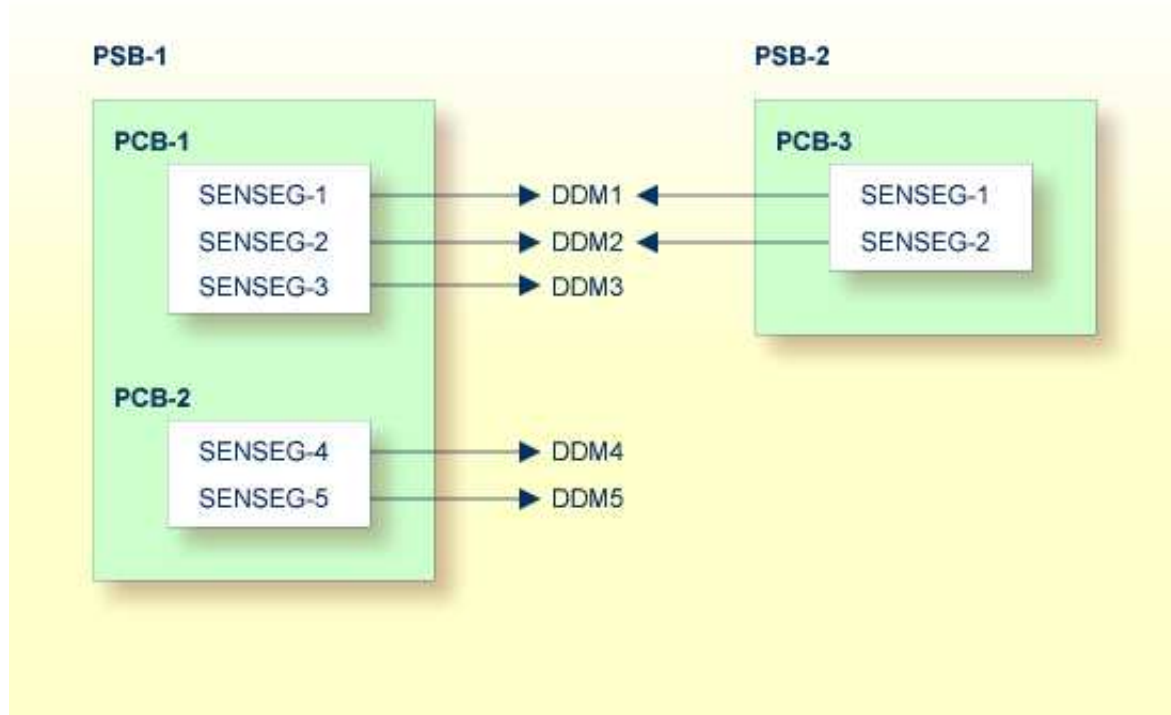 PSB-1
PSB-2
PCB-1
PCB-3
SENSEG-1
DDM1
SENSEG-1
SENSEG-2
DDM2
SENSEG-2
SENSEG-3
DDM3
PCB-2
SENSEG-4
DDM4
SENSEG-5
DDM5